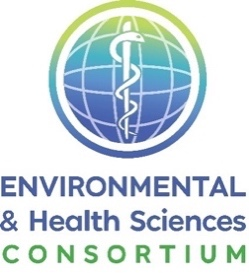 ENVIRONMENTAL
& Health Sciences
CONSORTIUM